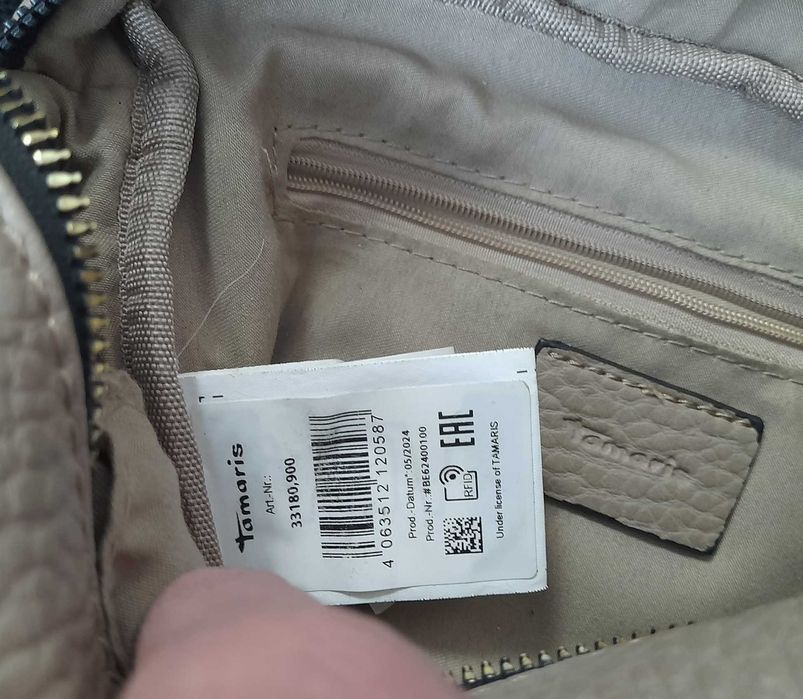 Tamaris
Art.-Nr.:
33180,900
4 063512 120587
Prod.-Datum*:05/2024
Prod.-Nr.:#BE62400100
RFID
EAC
Under license of TAMARIS
Tamaris